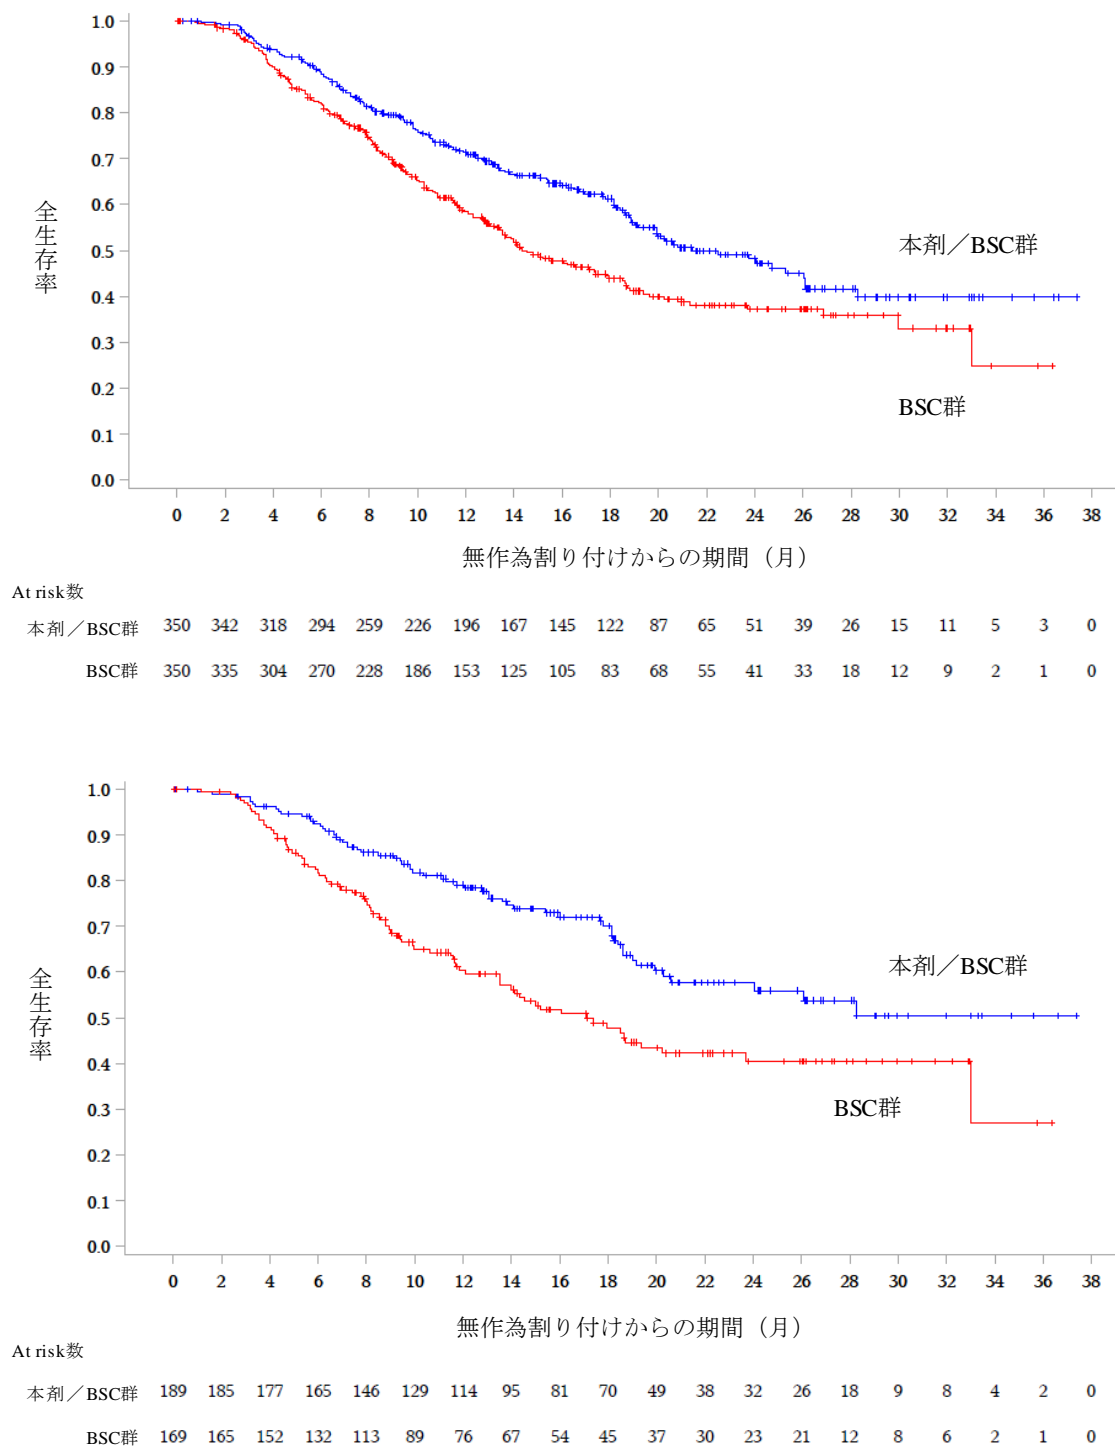 1.0
0.9
0.8
0.7
0.6
0.5
0.4
0.3
0.2
0.1
0.0
全生存率
本剤／BSC群
BSC群
0 2 4 6 8 10 12 14 16 18 20 22 24 26 28 30 32 34 36 38
無作為割り付けからの期間（月）
At risk数
本剤／BSC群 350 342 318 294 259 226 196 167 145 122 87 65 51 39 26 15 11 5 3 0
BSC群 350 335 304 270 228 186 153 125 105 83 68 55 41 33 18 12 9 2 1 0
1.0
0.9
0.8
0.7
0.6
0.5
0.4
0.3
0.2
0.1
0.0
全生存率
本剤／BSC群
BSC群
0 2 4 6 8 10 12 14 16 18 20 22 24 26 28 30 32 34 36 38
無作為割り付けからの期間（月）
At risk数
本剤／BSC群 189 185 177 165 146 129 114 95 81 70 49 38 32 26 18 9 8 4 2 0
BSC群 169 165 152 132 113 89 76 67 54 45 37 30 23 21 12 8 6 2 1 0